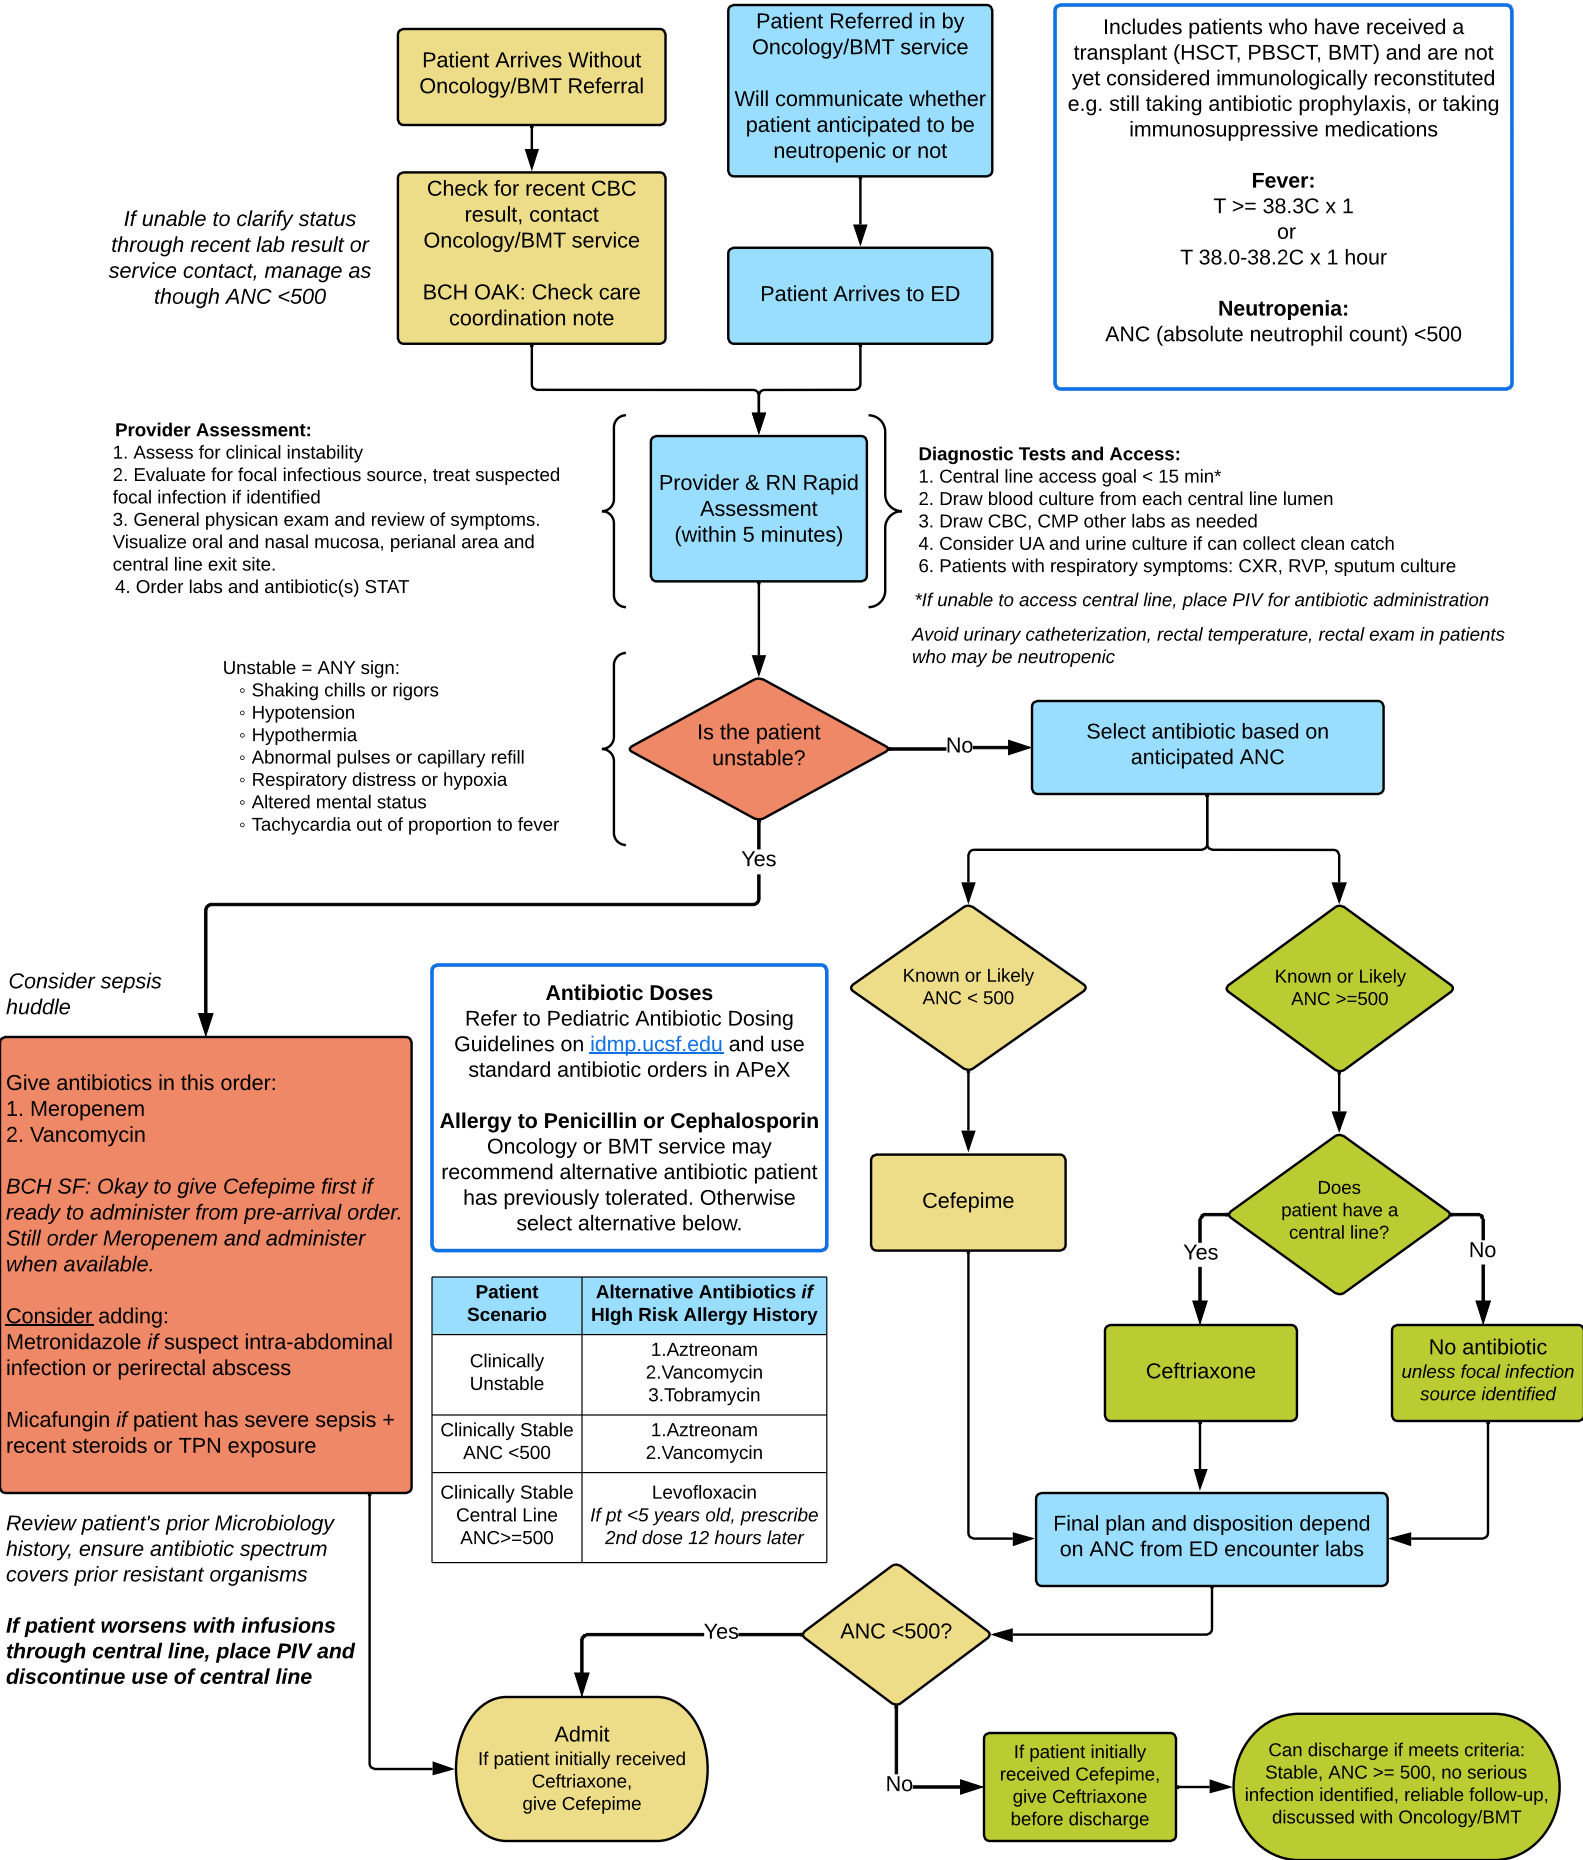 Patient Arrives Without
Oncology/BMT Referral
Patient Referred in by
Oncology/BMT service
Will communicate whether
patient anticipated to be
neutropenic or not
Includes patients who have received a
transplant (HSCT, PBSCT, BMT) and are not
yet considered immunologically reconstituted
e.g. still taking antibiotic prophylaxis, or taking
immunosuppressive medications
Fever:
T >= 38.3C x 1
or
T 38.0-38.2C x 1 hour
Neutropenia:
ANC (absolute neutrophil count) <500
If unable to clarify status
through recent lab result or
service contact, manage as
though ANC <500
Check for recent CBC
result, contact
Oncology/BMT service
BCH OAK: Check care
coordination note
Patient Arrives to ED
Provider Assessment:
1. Assess for clinical instability
2. Evaluate for focal infectious source, treat suspected
focal infection if identified
3. General physican exam and review of symptoms.
Visualize oral and nasal mucosa, perianal area and
central line exit site.
4. Order labs and antibiotic(s) STAT
Provider & RN Rapid
Assessment
(within 5 minutes)
Diagnostic Tests and Access:
1. Central line access goal < 15 min*
2. Draw blood culture from each central line lumen
3. Draw CBC, CMP other labs as needed
4. Consider UA and urine culture if can collect clean catch
6. Patients with respiratory symptoms: CXR, RVP, sputum culture
*If unable to access central line, place PIV for antibiotic administration
Avoid urinary catheterization, rectal temperature, rectal exam in patients
who may be neutropenic
Unstable = ANY sign:
◦ Shaking chills or rigors
◦ Hypotension
◦ Hypothermia
◦ Abnormal pulses or capillary refill
◦ Respiratory distress or hypoxia
◦ Altered mental status
◦ Tachycardia out of proportion to fever
Is the patient
unstable?
No
Select antibiotic based on
anticipated ANC
Yes
Known or Likely
ANC < 500
Known or Likely
ANC >=500
Consider sepsis
huddle
Give antibiotics in this order:
1. Meropenem
2. Vancomycin
BCH SF: Okay to give Cefepime first if
ready to administer from pre-arrival order.
Still order Meropenem and administer
when available.
Consider adding:
Metronidazole if suspect intra-abdominal
infection or perirectal abscess
Micafungin if patient has severe sepsis +
recent steroids or TPN exposure
Antibiotic Doses
Refer to Pediatric Antibiotic Dosing
Guidelines on idmp.ucsf.edu and use
standard antibiotic orders in APeX
Allergy to Penicillin or Cephalosporin
Oncology or BMT service may
recommend alternative antibiotic patient
has previously tolerated. Otherwise
select alternative below.
Cefepime
Does
patient have a
central line?
Yes
No
Patient
Scenario
Alternative Antibiotics if
HIgh Risk Allergy History
Clinically
Unstable
1.Aztreonam
2.Vancomycin
3.Tobramycin
Clinically Stable
ANC <500
1.Aztreonam
2.Vancomycin
Clinically Stable
Central Line
ANC>=500
Levofloxacin
If pt <5 years old, prescribe
2nd dose 12 hours later
Ceftriaxone
No antibiotic
unless focal infection
source identified
Final plan and disposition depend
on ANC from ED encounter labs
Review patient's prior Microbiology
history, ensure antibiotic spectrum
covers prior resistant organisms
If patient worsens with infusions
through central line, place PIV and
discontinue use of central line
Yes
ANC <500?
Admit
If patient initially received
Ceftriaxone,
give Cefepime
No
If patient initially
received Cefepime,
give Ceftriaxone
before discharge
Can discharge if meets criteria:
Stable, ANC >= 500, no serious
infection identified, reliable follow-up,
discussed with Oncology/BMT